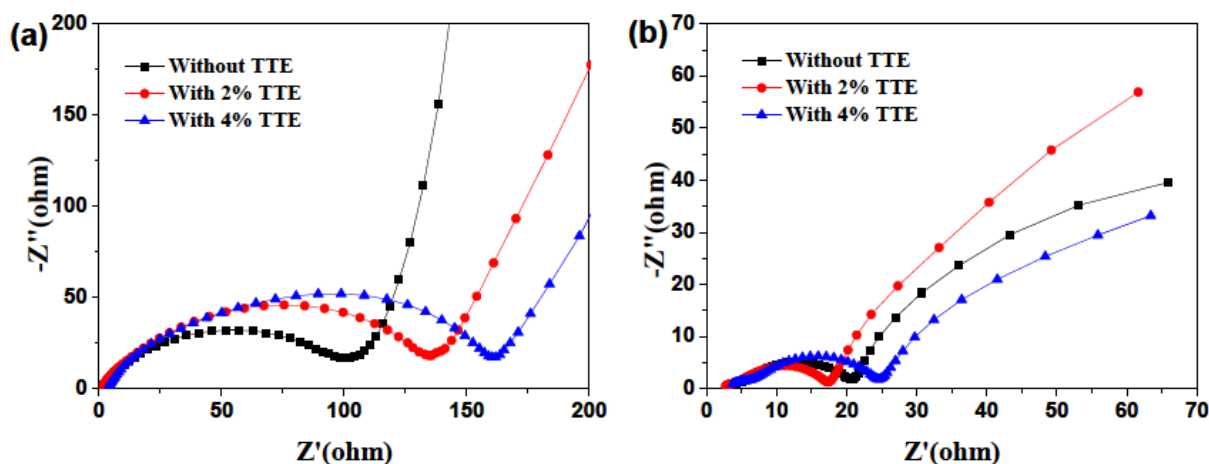 (a)
Without TTE
With 2% TTE
With 4% TTE
200
150
100
50
0
0 50 100 150 200
-Z''(ohm)
Z'(ohm)
(b)
Without TTE
With 2% TTE
With 4% TTE
70
60
50
40
30
20
10
0
0 10 20 30 40 50 60 70
-Z''(ohm)
Z'(ohm)